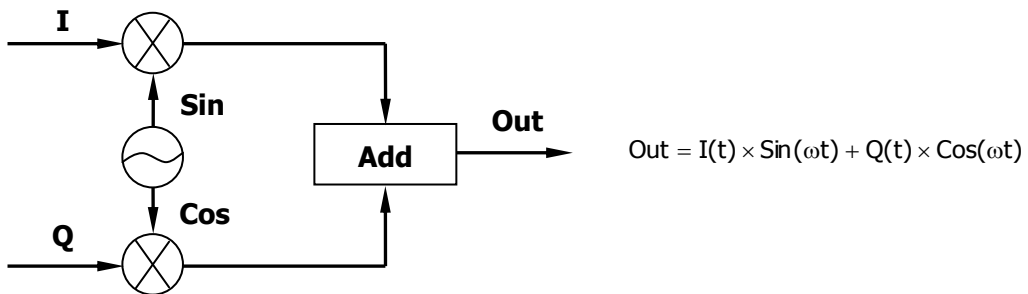 I
Sin
Out
Add
Out = I(t) × Sin(ωt) + Q(t) × Cos(ωt)
Cos
Q